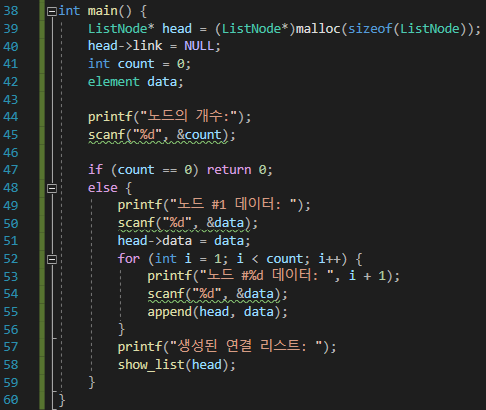 38 int main() {
39 ListNode* head = (ListNode*)malloc(sizeof(ListNode));
40 head->link = NULL;
41 int count = 0;
42 element data;
43
44 printf("노드의 개수:");
45 scanf("%d", &count);
46
47 if (count == 0) return 0;
48 else {
49 printf("노드 #1 데이터: ");
50 scanf("%d", &data);
51 head->data = data;
52 for (int i = 1; i < count; i++) {
53 printf("노드 #%d 데이터: ", i + 1);
54 scanf("%d", &data);
55 append(head, data);
56 }
57 printf("생성된 연결 리스트: ");
58 show_list(head);
59 }
60 }